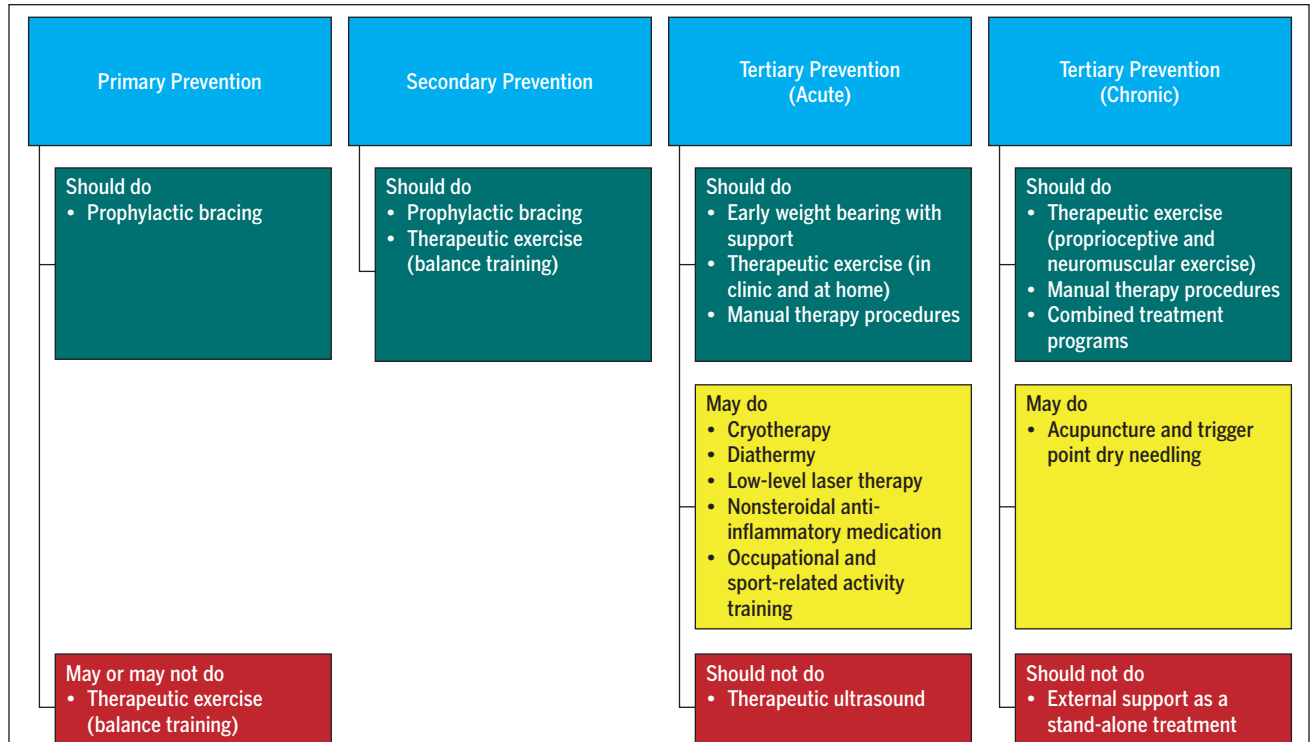 Primary Prevention
Secondary Prevention
Tertiary Prevention
(Acute)
Tertiary Prevention
(Chronic)
Should do
• Prophylactic bracing
Should do
• Prophylactic bracing
• Therapeutic exercise
(balance training)
Should do
• Early weight bearing with
support
• Therapeutic exercise (in
clinic and at home)
• Manual therapy procedures
Should do
• Therapeutic exercise
(proprioceptive and
neuromuscular exercise)
• Manual therapy procedures
• Combined treatment
programs
May do
• Cryotherapy
• Diathermy
• Low-level laser therapy
• Nonsteroidal anti-
inflammatory medication
• Occupational and
sport-related activity
training
May do
• Acupuncture and trigger
point dry needling
May or may not do
• Therapeutic exercise
(balance training)
Should not do
• Therapeutic ultrasound
Should not do
• External support as a
stand-alone treatment